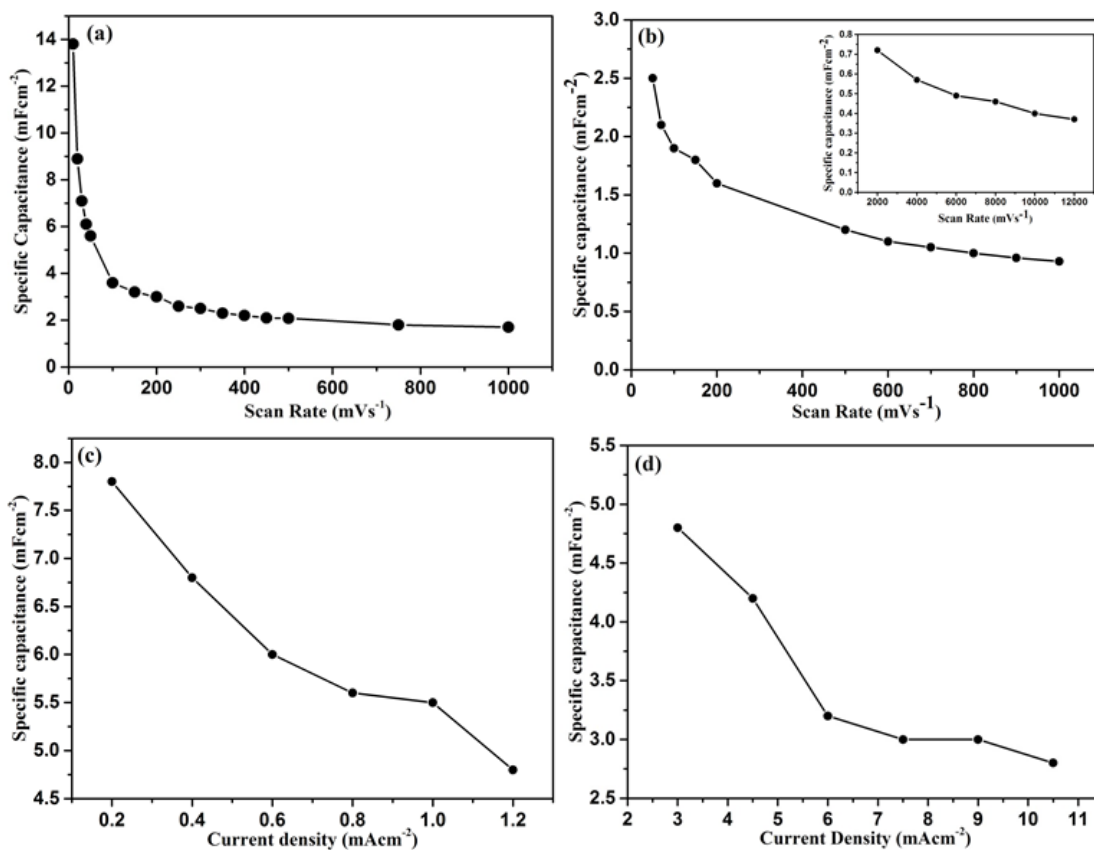 (a)
Specific Capacitance (mFcm-2)
14
12
10
8
6
4
2
0
0 200 400 600 800 1000
Scan Rate (mVs-1)
(b)
Specific capacitance (mFcm-2)
3.0
2.5
2.0
1.5
1.0
0.5
0.0
0 200 400 600 800 1000
Scan Rate (mVs-1)
Specific capacitance (mFcm-2)
0.8
0.7
0.6
0.5
0.4
0.3
0.2
0.1
0.0
2000 4000 6000 8000 10000 12000
Scan Rate (mVs-1)
(c)
Specific capacitance (mFcm-2)
8.0
7.5
7.0
6.5
6.0
5.5
5.0
4.5
0.2 0.4 0.6 0.8 1.0 1.2
Current density (mAcm-2)
(d)
Specific capacitance (mFcm-2)
5.5
5.0
4.5
4.0
3.5
3.0
2.5
2 3 4 5 6 7 8 9 10 11
Current Density (mAcm-2)